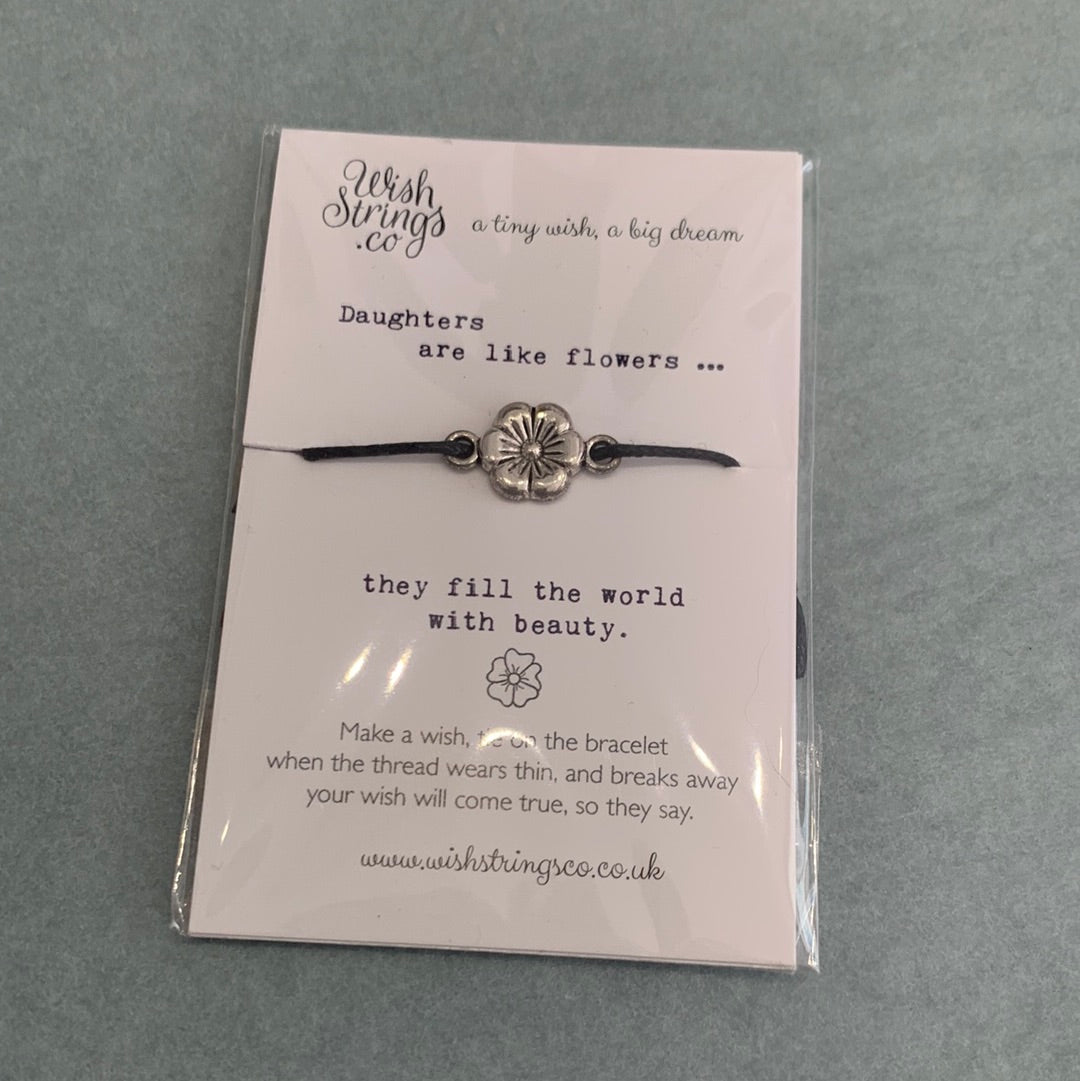 Wish
Strings
.co
a tiny wish, a big dream
Daughters
are like flowers ...
they fill the world
with beauty.
Make a wish, tie on the bracelet
when the thread wears thin, and breaks away
your wish will come true, so they say.
www.wishstringsco.co.uk